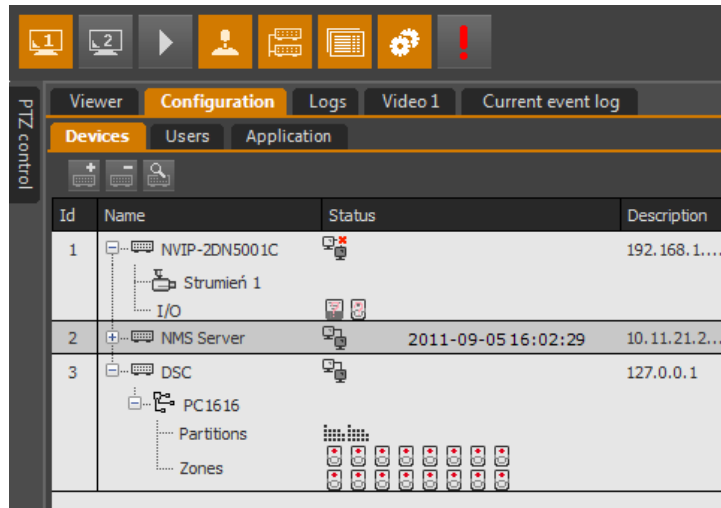 1 2
PTZ control
Viewer Configuration Logs Video 1 Current event log
Devices Users Application
Id Name Status Description
1 NVIP-2DN5001C 192.168.1....
Strumień 1
I/O
2 NMS Server 2011-09-05 16:02:29 10.11.21.2...
3 DSC 127.0.0.1
PC1616
Partitions
Zones